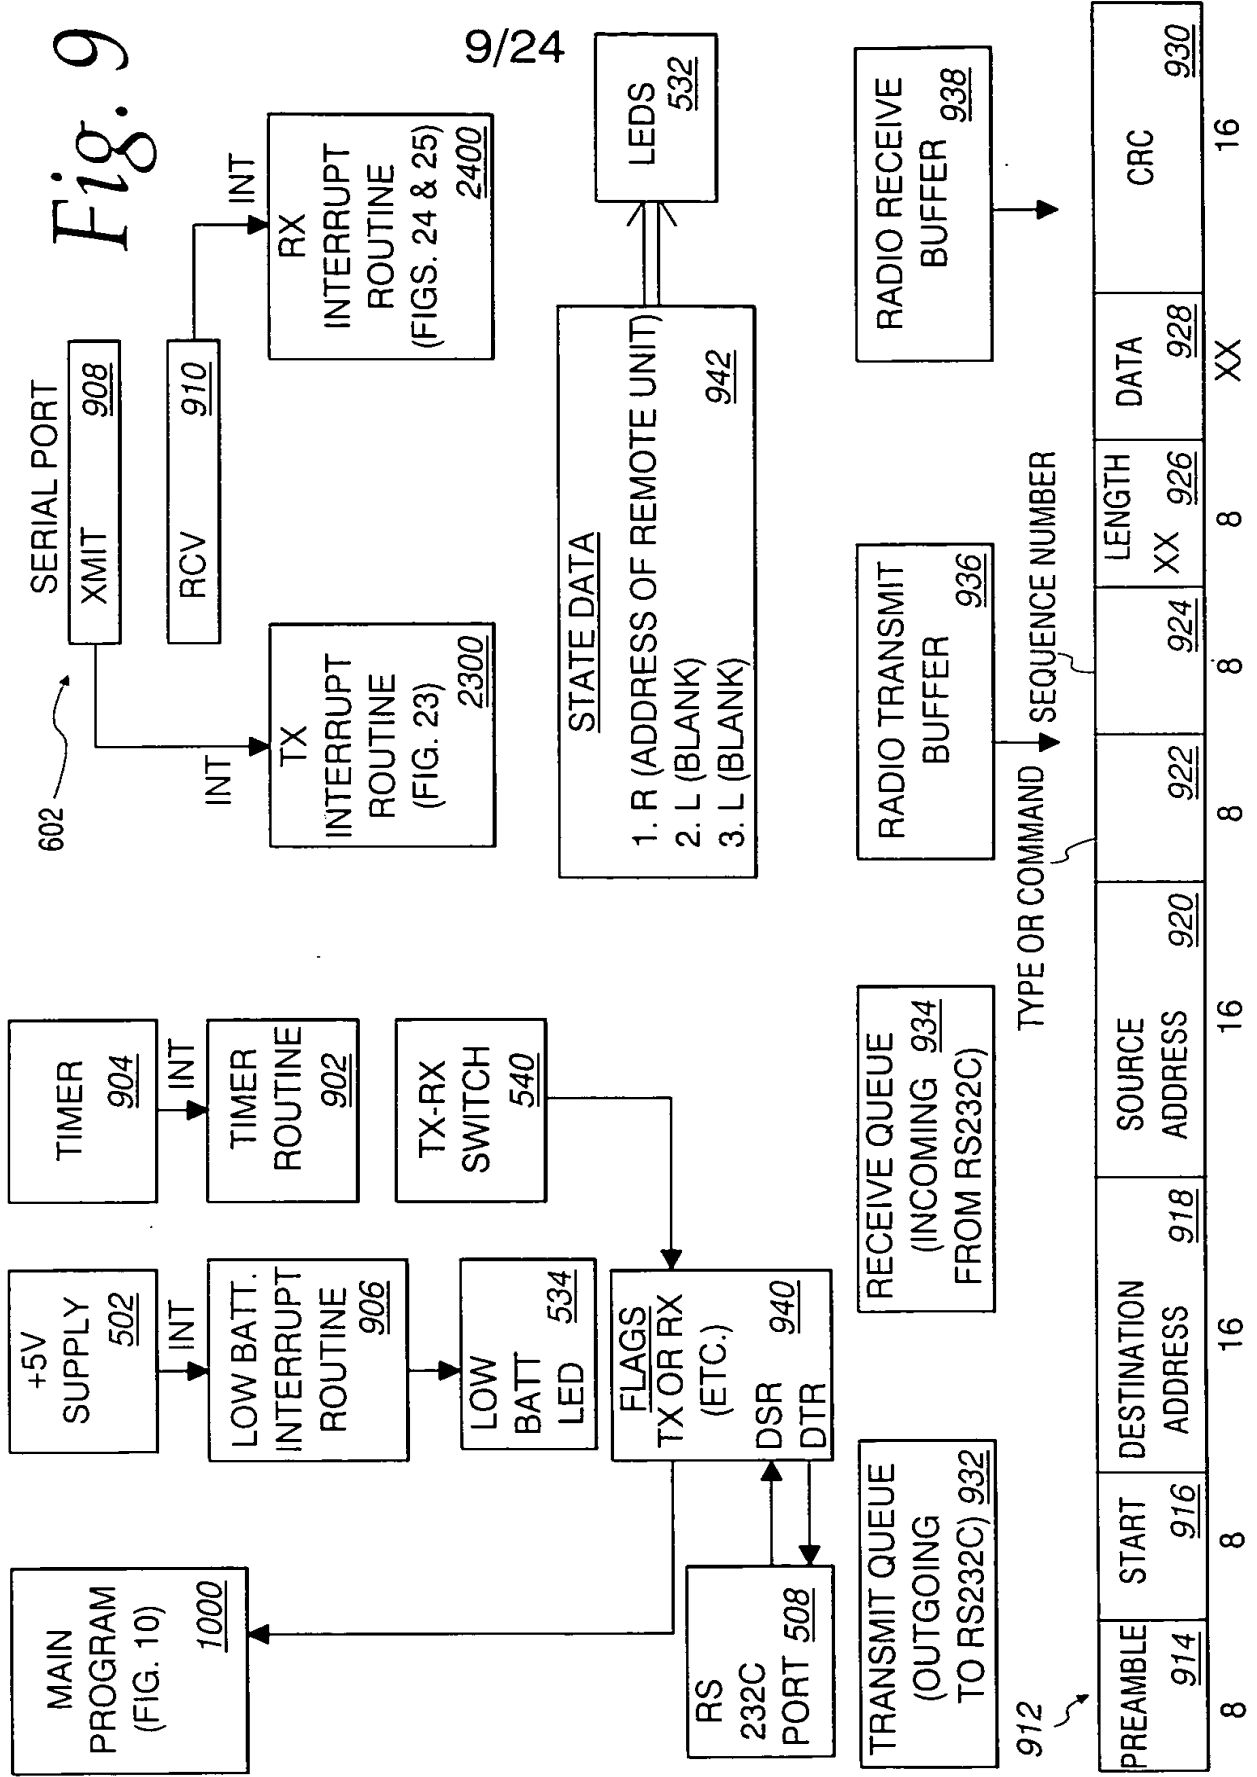 9/24
Fig. 9
MAIN
PROGRAM
(FIG. 10)
1000
+5V
SUPPLY
502
INT
LOW BATT.
INTERRUPT
ROUTINE
906
LOW
BATT
LED
534
TIMER
904
INT
TIMER
ROUTINE
902
TX-RX
SWITCH
540
FLAGS
TX OR RX
(ETC.)
DSR
DTR
940
RS
232C
PORT 508
602
SERIAL PORT
XMIT 908
RCV 910
INT
TX
INTERRUPT
ROUTINE
(FIG. 23)
2300
INT
RX
INTERRUPT
ROUTINE
(FIGS. 24 & 25)
2400
STATE DATA
1. R (ADDRESS OF REMOTE UNIT)
2. L (BLANK)
3. L (BLANK)
942
LEDS
532
TRANSMIT QUEUE
(OUTGOING
TO RS232C) 932
RECEIVE QUEUE
(INCOMING 934
FROM RS232C)
RADIO TRANSMIT
BUFFER
936
RADIO RECEIVE
BUFFER
938
912
TYPE OR COMMAND
SEQUENCE NUMBER
PREAMBLE
914
8
START
916
8
DESTINATION
ADDRESS
918
16
SOURCE
ADDRESS
920
16
922
8
924
8
LENGTH
XX 926
8
DATA
928
XX
CRC
930
16